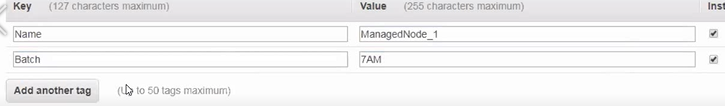 Key (127 characters maximum) Value (255 characters maximum) Inst
Name ManagedNode_1
Batch 7AM
Add another tag (Up to 50 tags maximum)